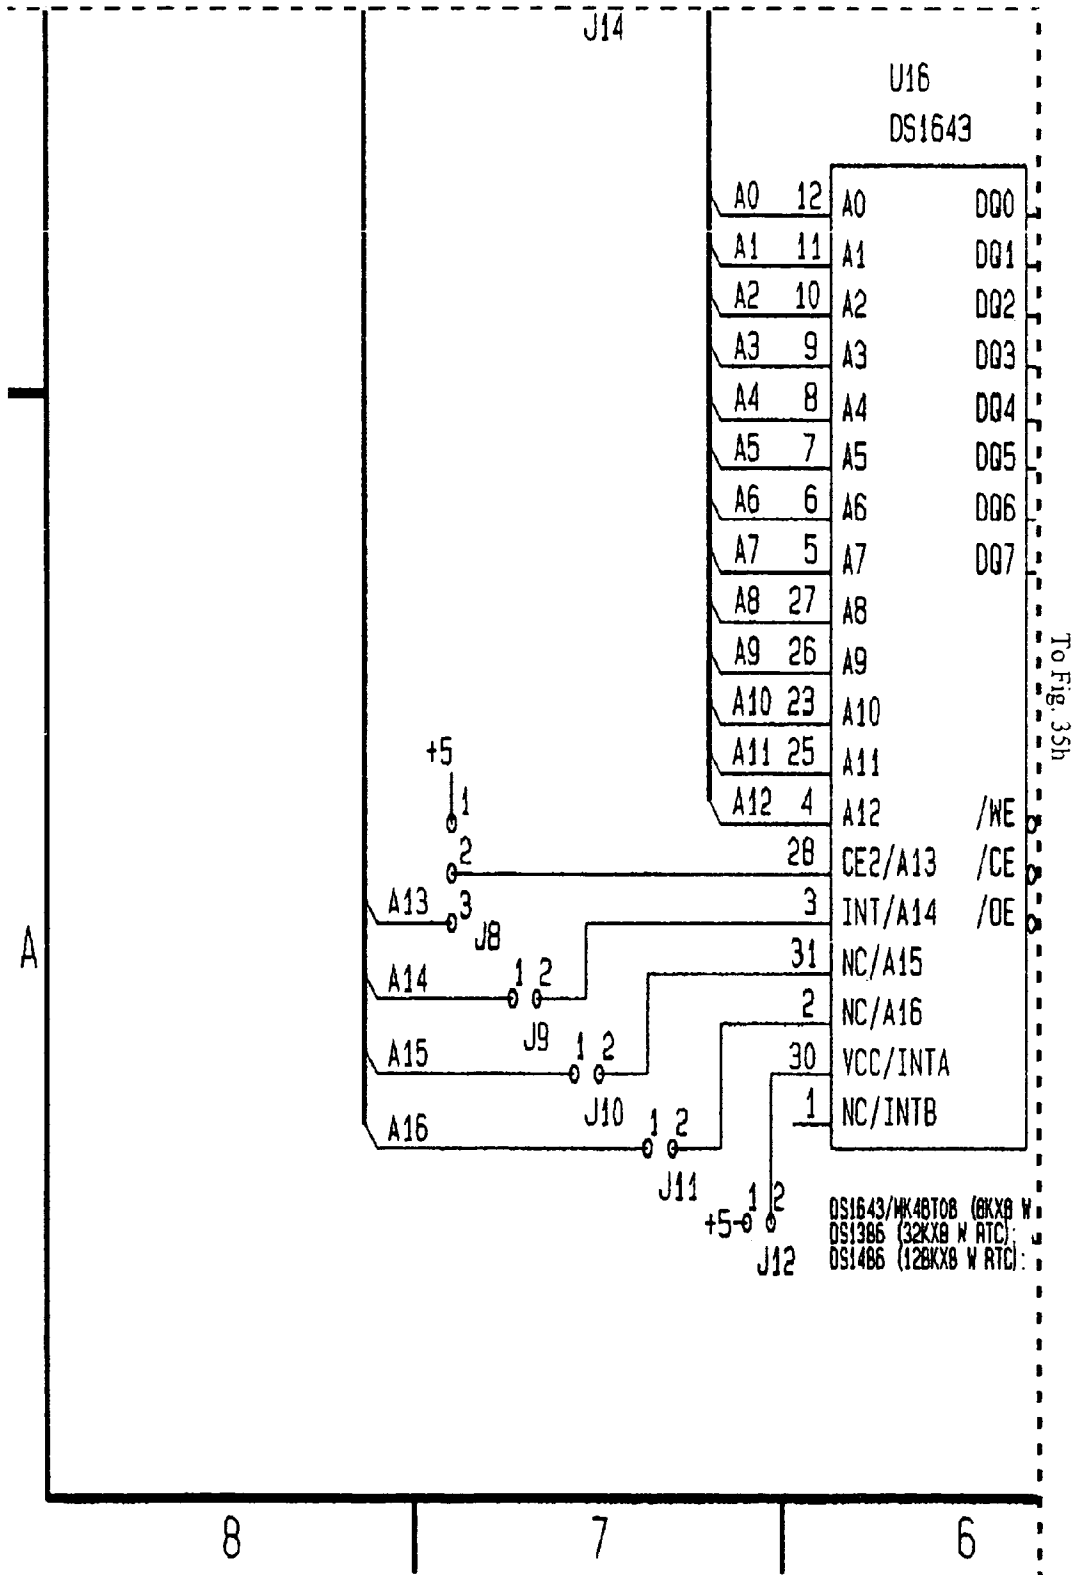 J14
U16
DS1643
A0 12 A0 DQ0
A1 11 A1 DQ1
A2 10 A2 DQ2
A3 9 A3 DQ3
A4 8 A4 DQ4
A5 7 A5 DQ5
A6 6 A6 DQ6
A7 5 A7 DQ7
A8 27 A8
A9 26 A9
A10 23 A10
A11 25 A11
A12 4 A12 /WE
+5
1
2 28 CE2/A13 /CE
A13 3 J8 3 INT/A14 /OE
A14 1 2 J9 31 NC/A15
2 NC/A16
A15 1 2 J10 30 VCC/INTA
1 NC/INTB
A16 1 2 J11
+5 1 2 J12
DS1643/MK48T08 (8KX8 W
DS1386 (32KX8 W RTC):
DS1486 (128KX8 W RTC):
To Fig. 35h
A
8 7 6